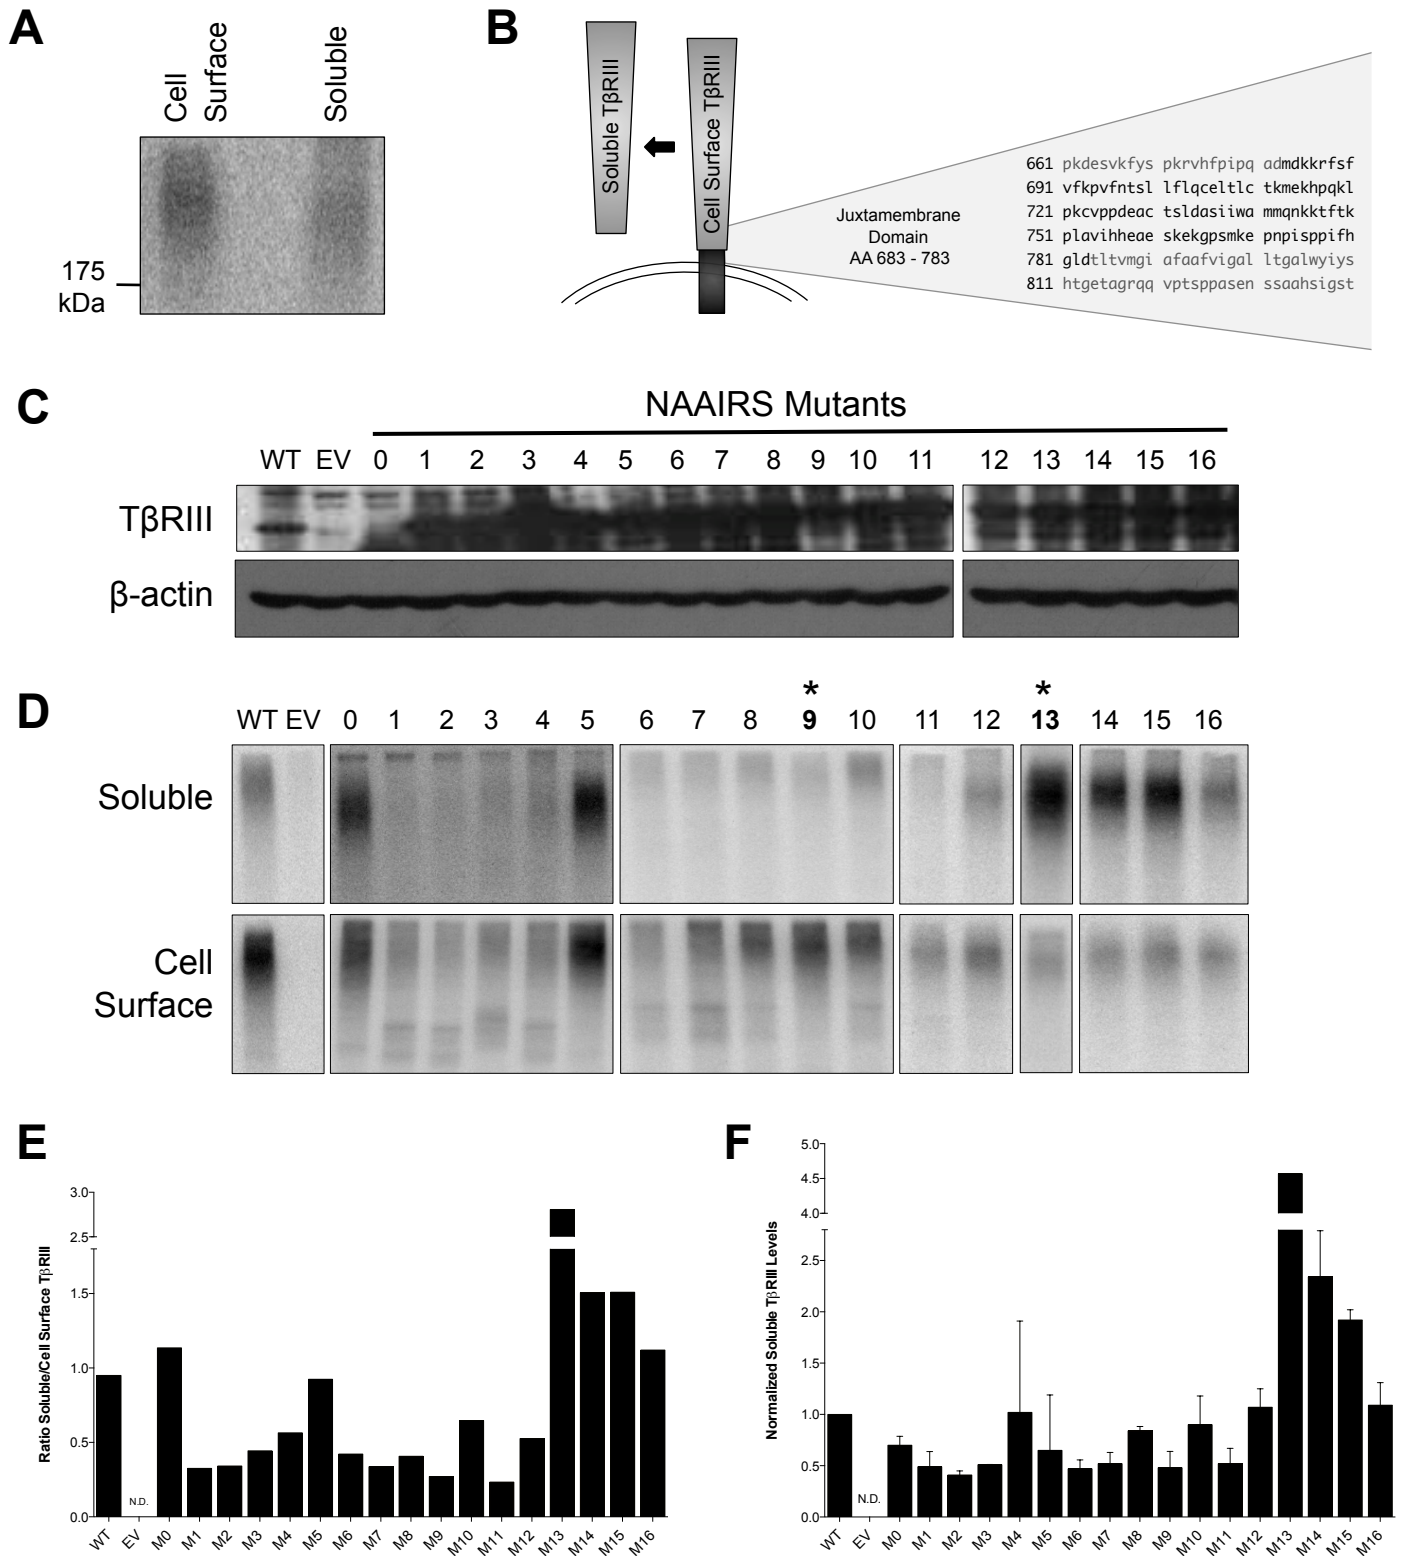 A
Cell
Surface
Soluble
175
kDa
B
Soluble TβRIII
Cell Surface TβRIII
Juxtamembrane
Domain
AA 683 - 783
661 pkdesvkfys pkrvhfpipq admdkkrfsf
691 vfkpvfntsl lflqceltlc tkmekhpqkl
721 pkcvppdeac tsldasiiwa mmqnkktftk
751 plavihheae skekgpsmke pnpisppifh
781 gldtltvmgi afaafvigal ltgalwyiys
811 htgetagrqq vptsppasen ssaahsigst
C
NAAIRS Mutants
WT EV 0 1 2 3 4 5 6 7 8 9 10 11 12 13 14 15 16
TβRIII
β-actin
D
* *
WT EV 0 1 2 3 4 5 6 7 8 9 10 11 12 13 14 15 16
Soluble
Cell
Surface
E
Ratio Soluble/Cell Surface TβRIII
3.0
2.5
1.5
1.0
0.5
0.0
N.D.
WT EV M0 M1 M2 M3 M4 M5 M6 M7 M8 M9 M10 M11 M12 M13 M14 M15 M16
F
Normalized Soluble TβRIII Levels
5.0
4.5
4.0
2.5
2.0
1.5
1.0
0.5
0.0
N.D.
WT EV M0 M1 M2 M3 M4 M5 M6 M7 M8 M9 M10 M11 M12 M13 M14 M15 M16